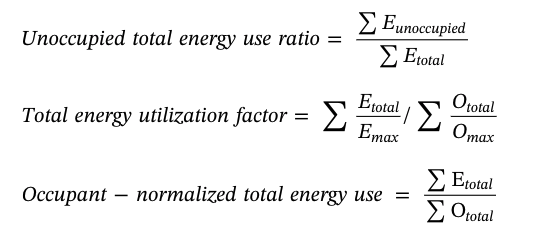 Unoccupied total energy use ratio = ∑ E_unoccupied / ∑ E_total
Total energy utilization factor = ∑ E_total/E_max / ∑ O_total/O_max
Occupant − normalized total energy use = ∑ E_total / ∑ O_total